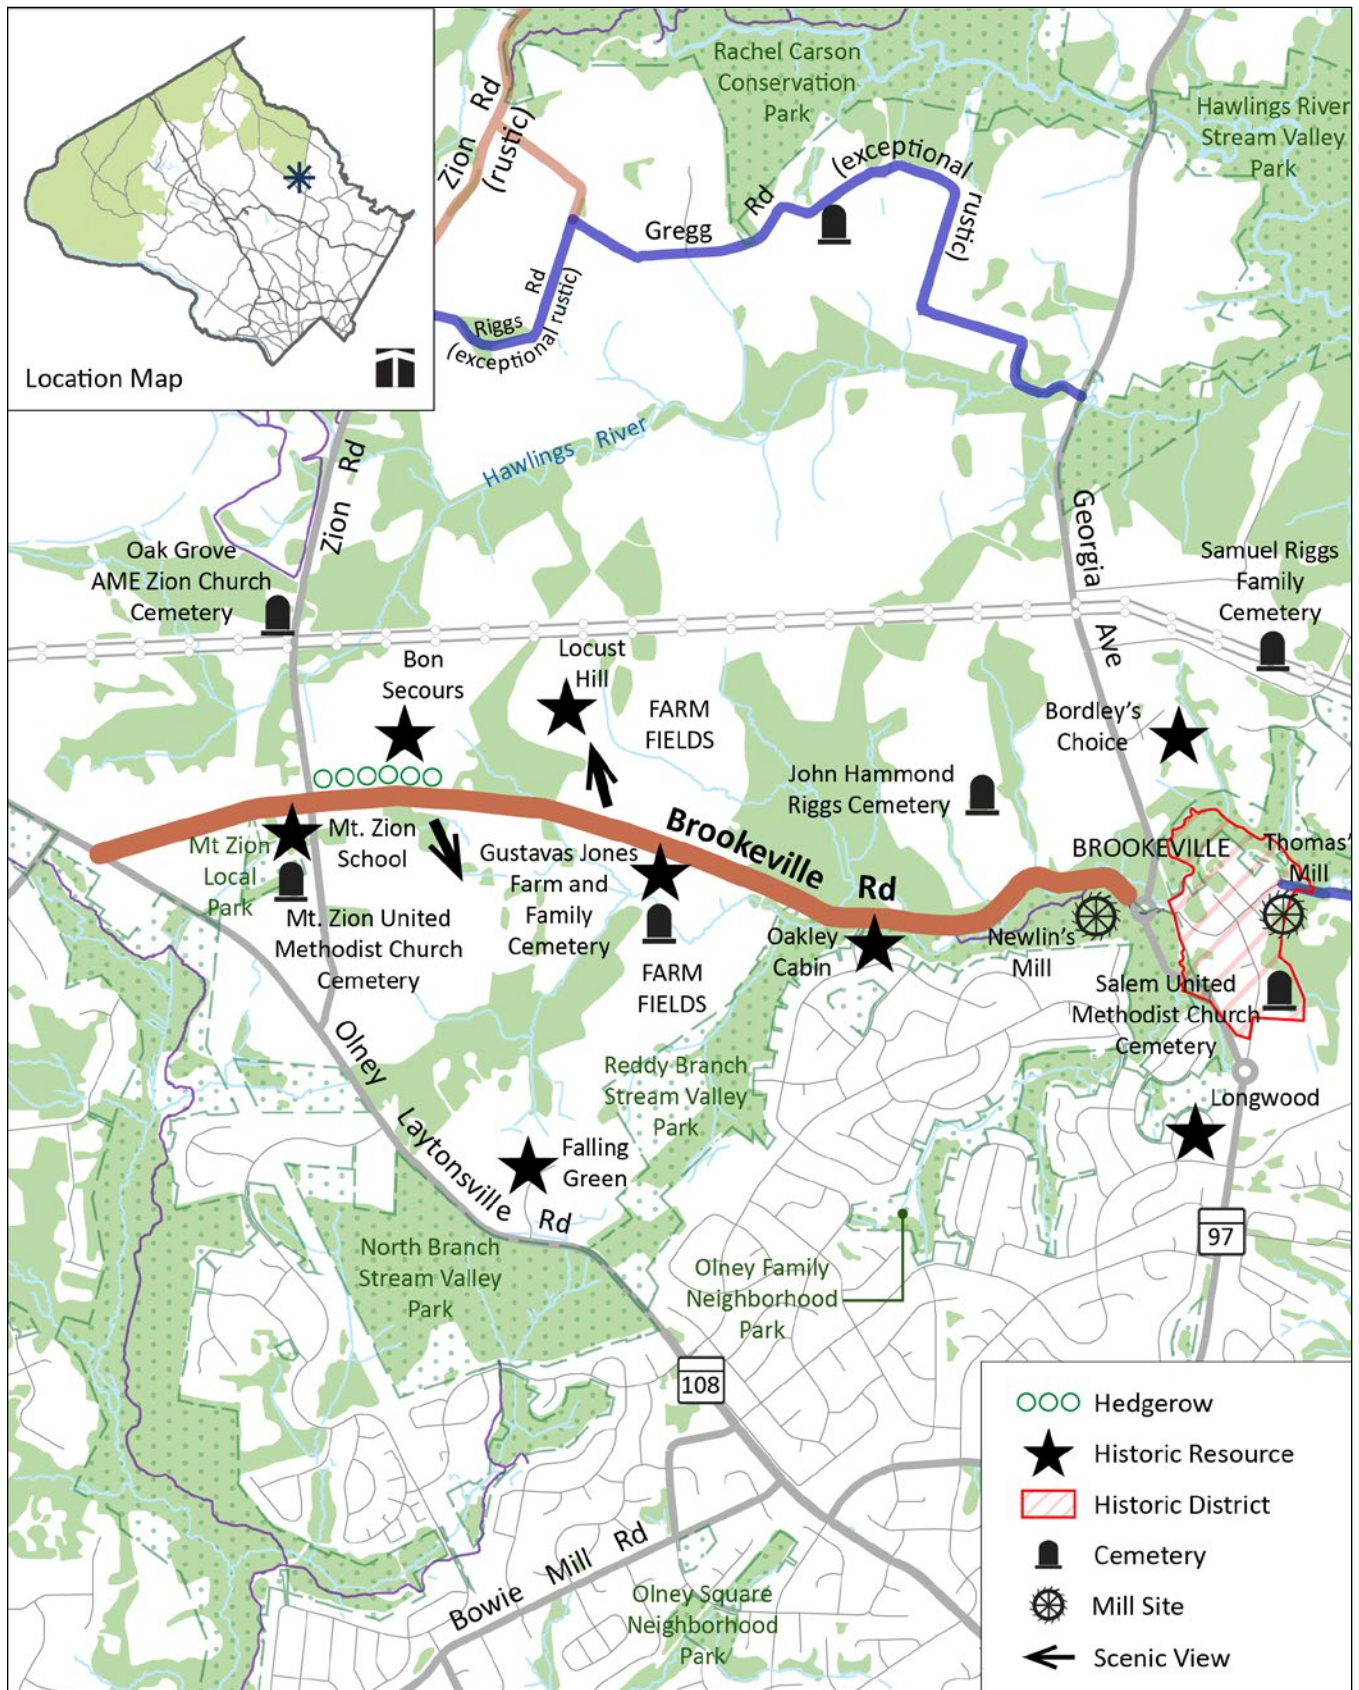 Location Map
Zion Rd
(rustic)
Rachel Carson
Conservation
Park
Hawlings River
Stream Valley
Park
Gregg Rd
(exceptional rustic)
Riggs Rd
(exceptional rustic)
Hawlings River
Zion Rd
Georgia Ave
Oak Grove
AME Zion Church
Cemetery
Samuel Riggs
Family
Cemetery
Bon
Secours
Locust
Hill
FARM
FIELDS
Bordley's
Choice
John Hammond
Riggs Cemetery
Brookeville Rd
Mt Zion
Local
Park
Mt. Zion
School
Gustavas Jones
Farm and
Family
Cemetery
BROOKEVILLE
Thomas'
Mill
Mt. Zion United
Methodist Church
Cemetery
FARM
FIELDS
Oakley
Cabin
Newlin's
Mill
Salem United
Methodist Church
Cemetery
Olney Laytonsville Rd
Reddy Branch
Stream Valley
Park
Longwood
Falling
Green
North Branch
Stream Valley
Park
Olney Family
Neighborhood
Park
97
108
Bowie Mill Rd
Olney Square
Neighborhood
Park
Hedgerow
Historic Resource
Historic District
Cemetery
Mill Site
Scenic View